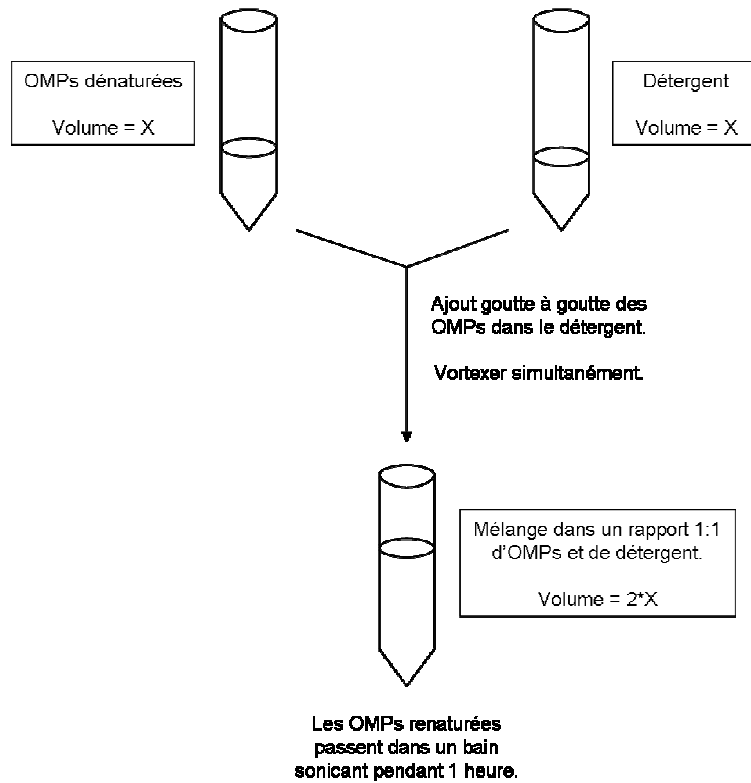 OMPs dénaturées
Volume = X
Détergent
Volume = X
Ajout goutte à goutte des
OMPs dans le détergent.
Vortexer simultanément.
Mélange dans un rapport 1:1
d'OMPs et de détergent.
Volume = 2*X
Les OMPs renaturées
passent dans un bain
sonicant pendant 1 heure.